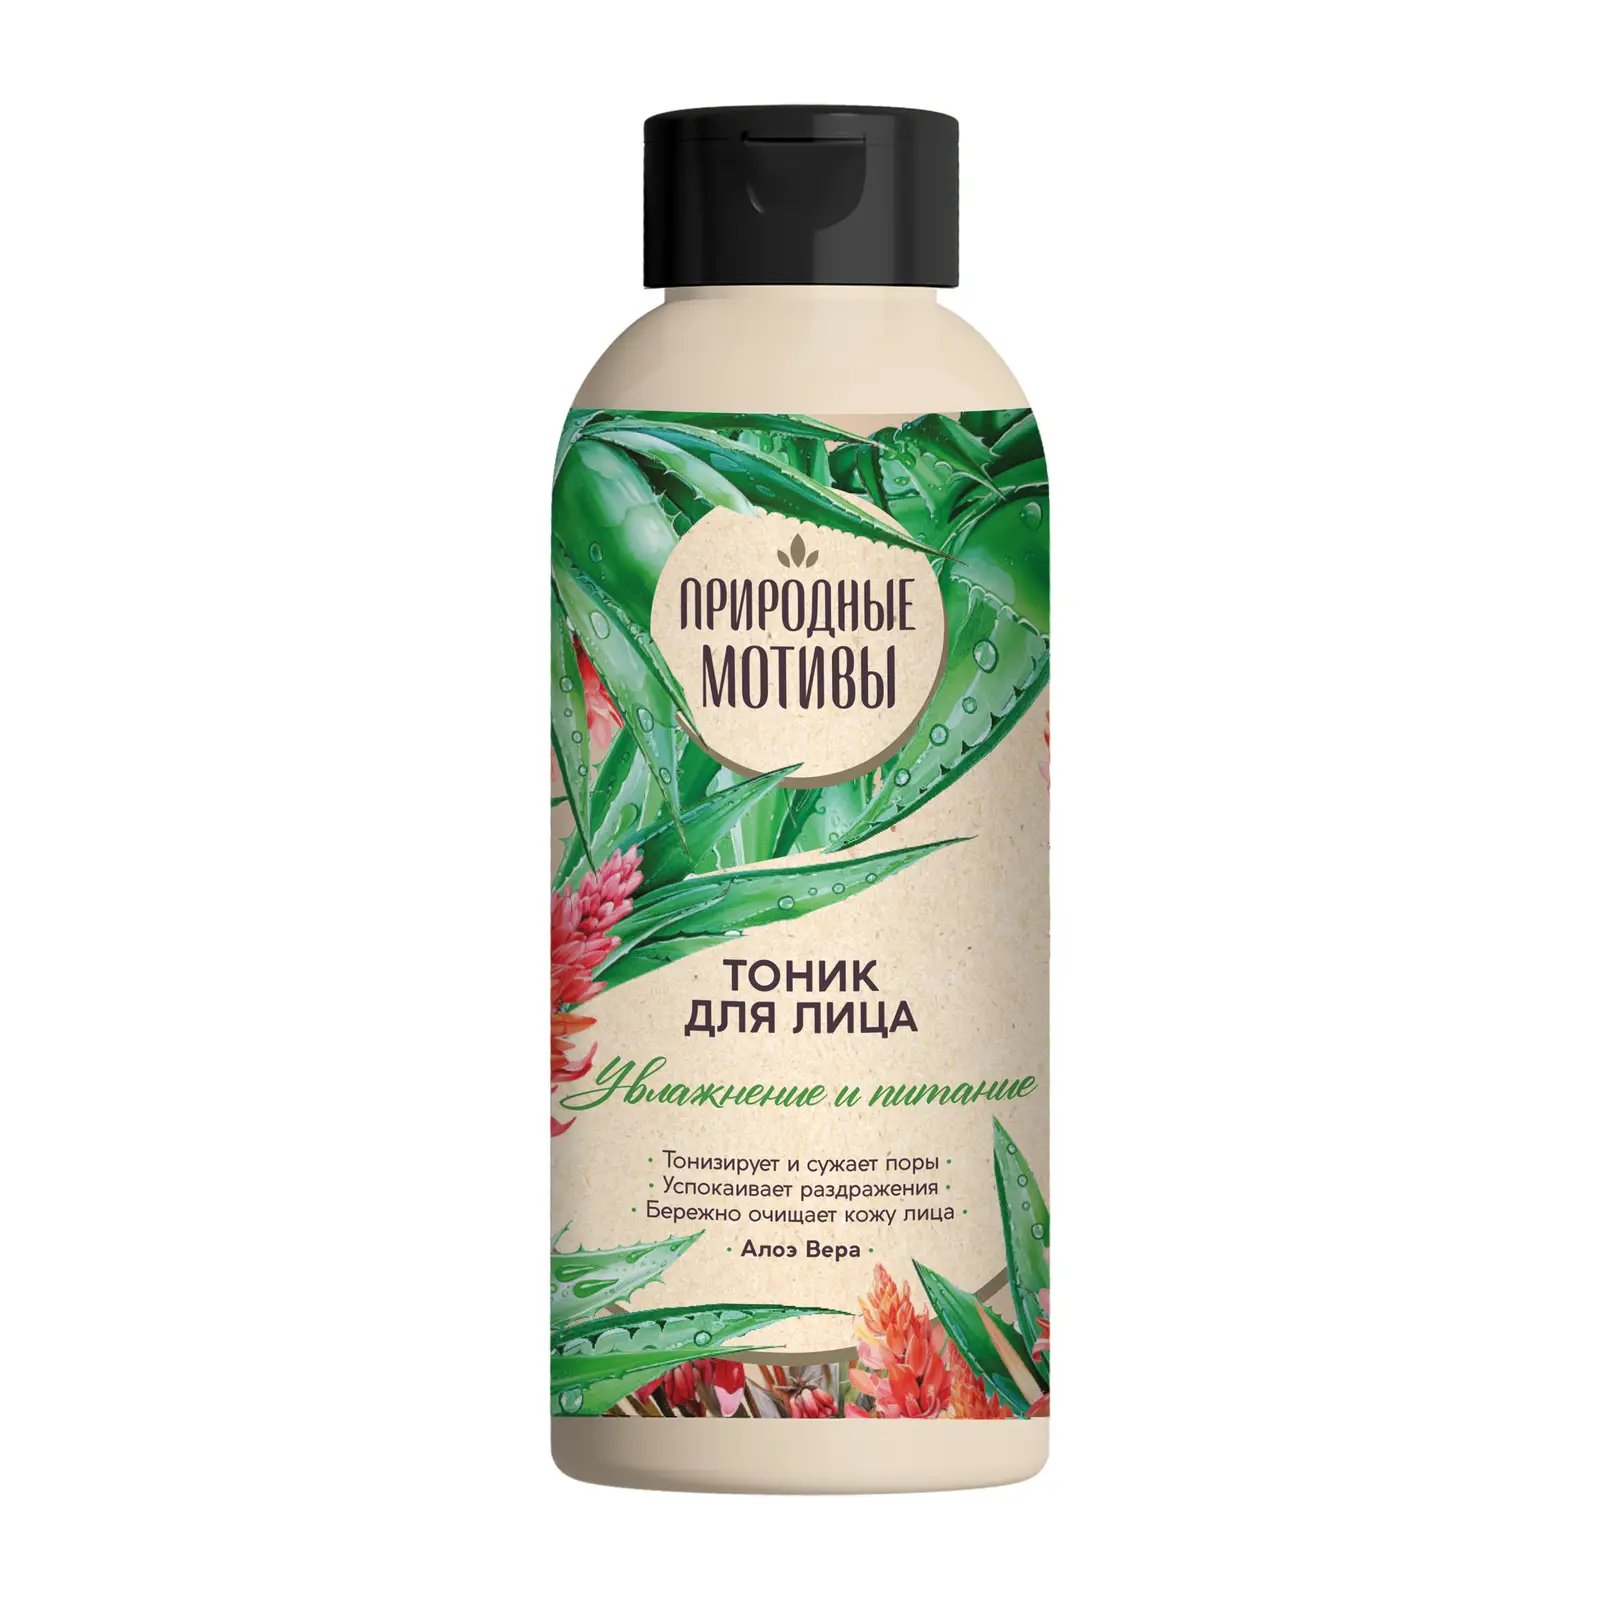 ПРИРОДНЫЕ
МОТИВЫ
ТОНИК
ДЛЯ ЛИЦА
Увлажнение и питание
· Тонизирует и сужает поры ·
· Успокаивает раздражения ·
· Бережно очищает кожу лица ·
· Алоэ Вера ·